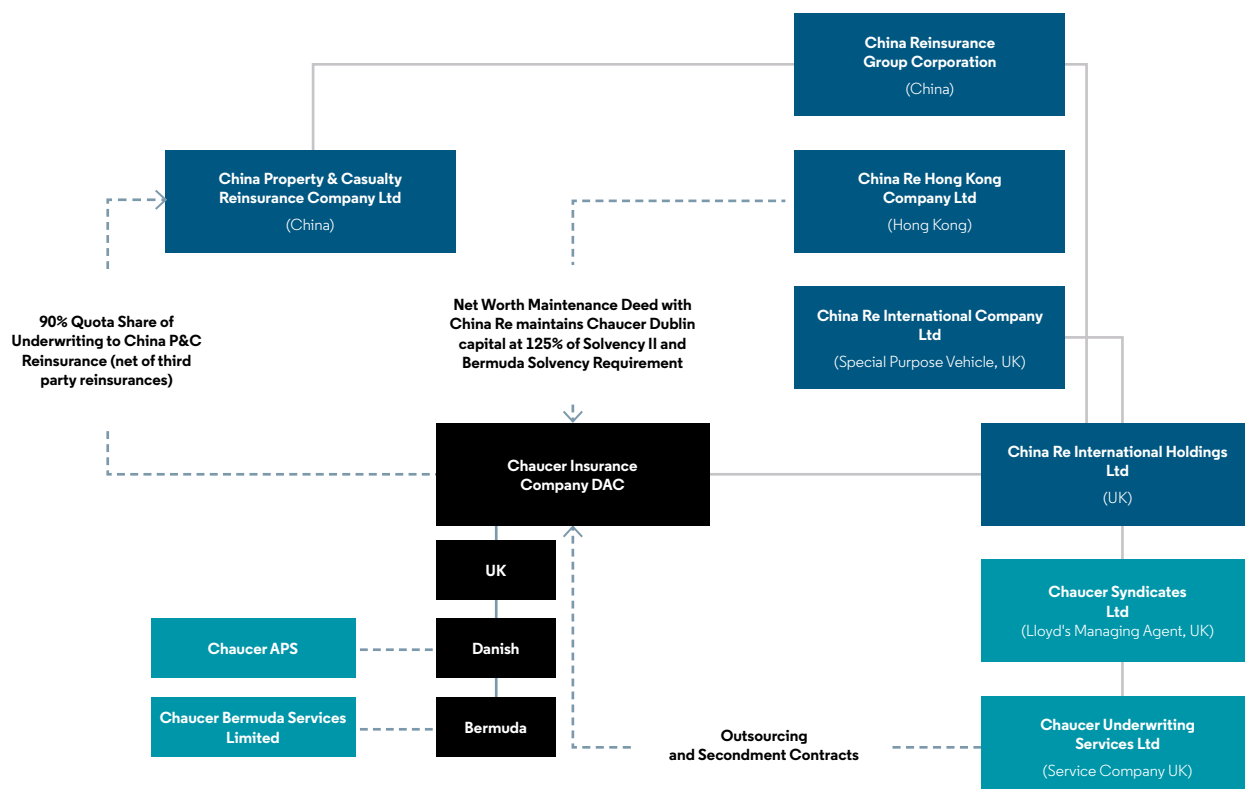 China Reinsurance
Group Corporation
(China)
China Property & Casualty
Reinsurance Company Ltd
(China)
China Re Hong Kong
Company Ltd
(Hong Kong)
90% Quota Share of
Underwriting to China P&C
Reinsurance (net of third
party reinsurances)
Net Worth Maintenance Deed with
China Re maintains Chaucer Dublin
capital at 125% of Solvency II and
Bermuda Solvency Requirement
China Re International Company
Ltd
(Special Purpose Vehicle, UK)
Chaucer Insurance
Company DAC
China Re International Holdings
Ltd
(UK)
UK
Chaucer Syndicates
Ltd
(Lloyd's Managing Agent, UK)
Chaucer APS
Danish
Chaucer Bermuda Services
Limited
Bermuda
Outsourcing
and Secondment Contracts
Chaucer Underwriting
Services Ltd
(Service Company UK)